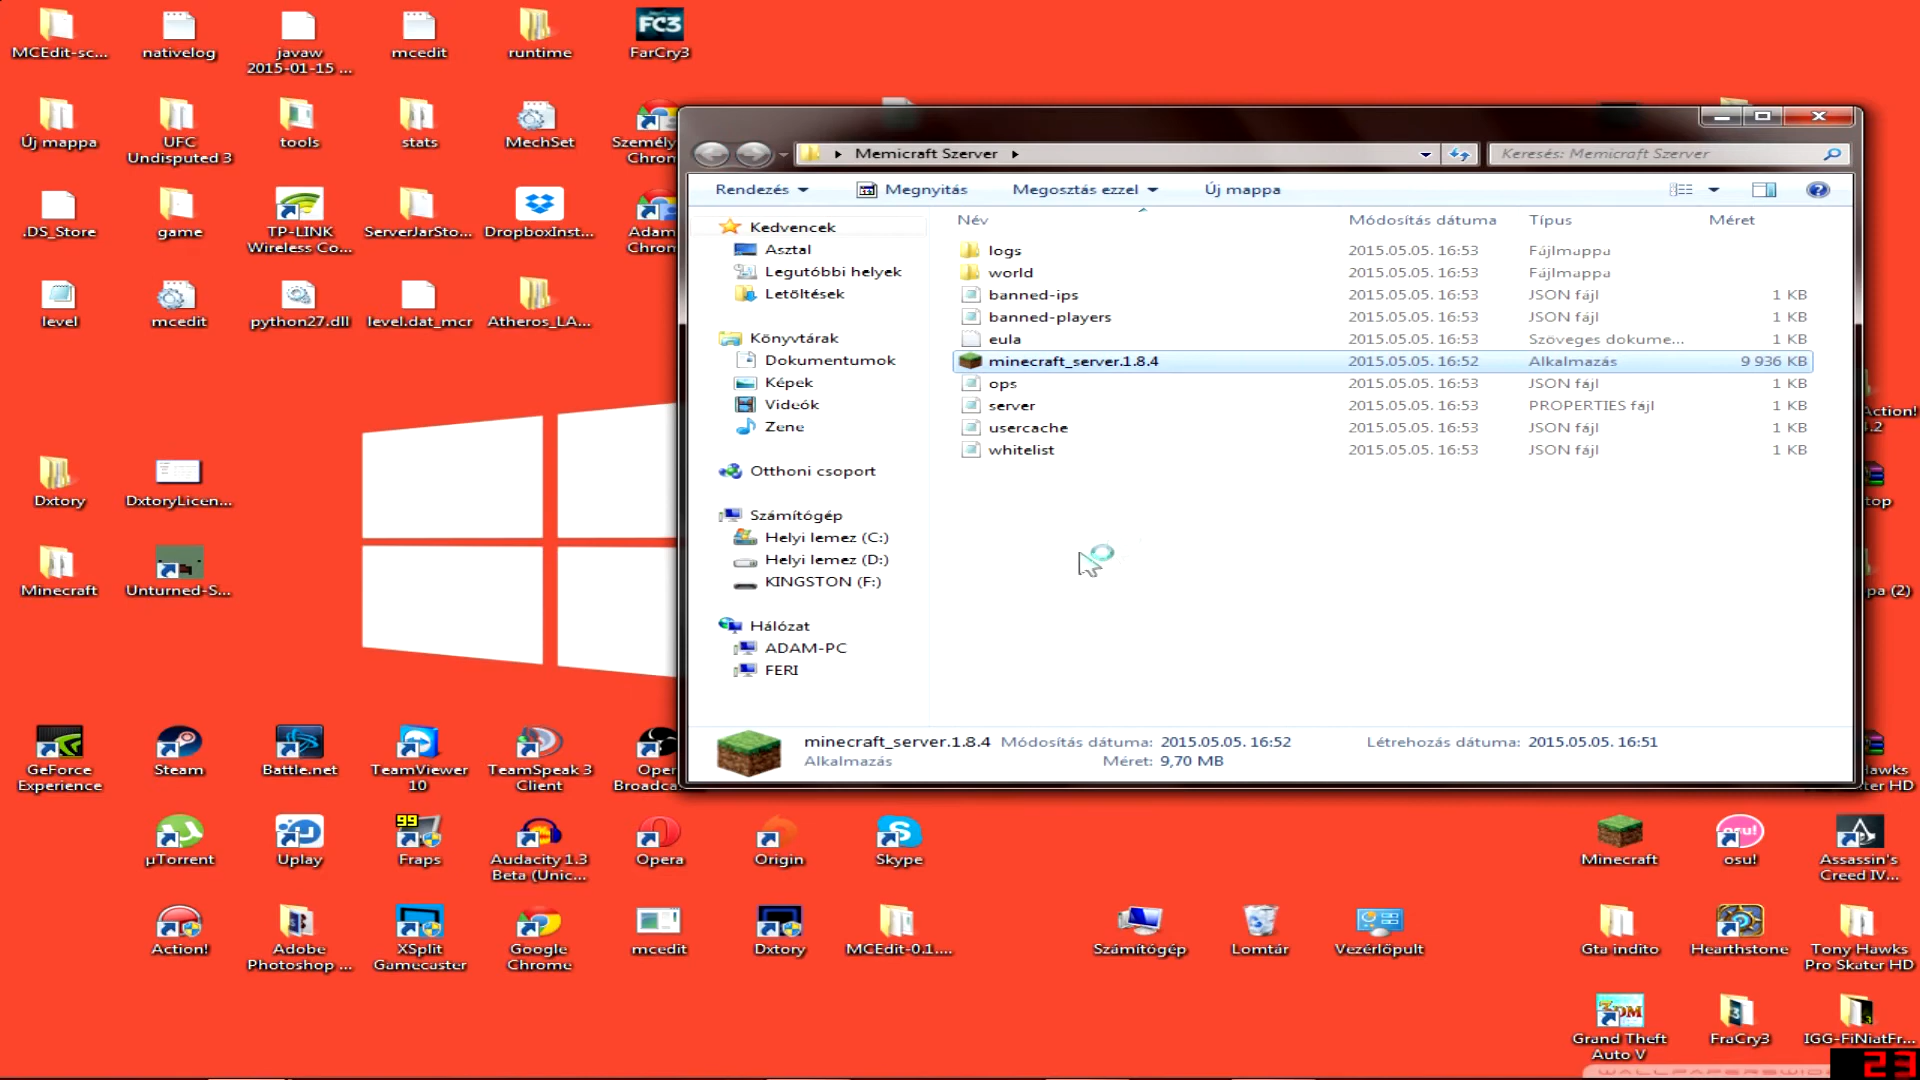 MCEdit-sc...
nativelog
javaw
2015-01-15 ...
mcedit
runtime
FC3
FarCry3
Új mappa
UFC
Undisputed 3
tools
stats
MechSet
Személy
Chron
.DS_Store
game
TP-LINK
Wireless Co...
ServerJarSto...
DropboxInst...
Adam
Chron
level
mcedit
python27.dll
level.dat_mcr
Atheros_LA...
Dxtory
DxtoryLicen...
Minecraft
Unturned-S...
GeForce
Experience
Steam
Battle.net
TeamViewer
10
TeamSpeak 3
Client
Open
Broadca
µTorrent
Uplay
99
Fraps
Audacity 1.3
Beta (Unic...
Opera
Origin
Skype
Action!
Adobe
Photoshop ...
XSplit
Gamecaster
Google
Chrome
mcedit
Dxtory
MCEdit-0.1....
Számítógép
Lomtár
Vezérlőpult
Minecraft
osu!
osu!
Assassin's
Creed IV...
Gta indito
Hearthstone
Tony Hawks
Pro Skater HD
Grand Theft
Auto V
FraCry3
IGG-FiNiatFr...
23
Action!
.2
top
pa (2)
Hawks
ter HD
Memicraft Szerver
Keresés: Memicraft Szerver
Rendezés
Megnyitás
Megosztás ezzel
Új mappa
Kedvencek
Asztal
Legutóbbi helyek
Letöltések
Könyvtárak
Dokumentumok
Képek
Videók
Zene
Otthoni csoport
Számítógép
Helyi lemez (C:)
Helyi lemez (D:)
KINGSTON (F:)
Hálózat
ADAM-PC
FERI
Név Módosítás dátuma Típus Méret
logs 2015.05.05. 16:53 Fájlmappa
world 2015.05.05. 16:53 Fájlmappa
banned-ips 2015.05.05. 16:53 JSON fájl 1 KB
banned-players 2015.05.05. 16:53 JSON fájl 1 KB
eula 2015.05.05. 16:53 Szöveges dokume... 1 KB
minecraft_server.1.8.4 2015.05.05. 16:52 Alkalmazás 9 936 KB
ops 2015.05.05. 16:53 JSON fájl 1 KB
server 2015.05.05. 16:53 PROPERTIES fájl 1 KB
usercache 2015.05.05. 16:53 JSON fájl 1 KB
whitelist 2015.05.05. 16:53 JSON fájl 1 KB
minecraft_server.1.8.4 Módosítás dátuma: 2015.05.05. 16:52 Létrehozás dátuma: 2015.05.05. 16:51
Alkalmazás Méret: 9,70 MB